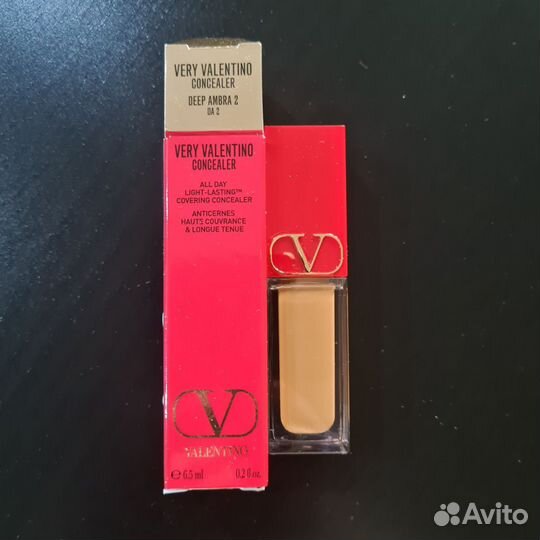 VERY VALENTINO
CONCEALER
DEEP AMBRA 2
DA 2
VERY VALENTINO
CONCEALER
ALL DAY
LIGHT-LASTING™
COVERING CONCEALER
ANTICERNES
HAUTE COUVRANCE
& LONGUE TENUE
V
V
VALENTINO
℮ 6.5 ml 0.2 fl.oz.
Avito